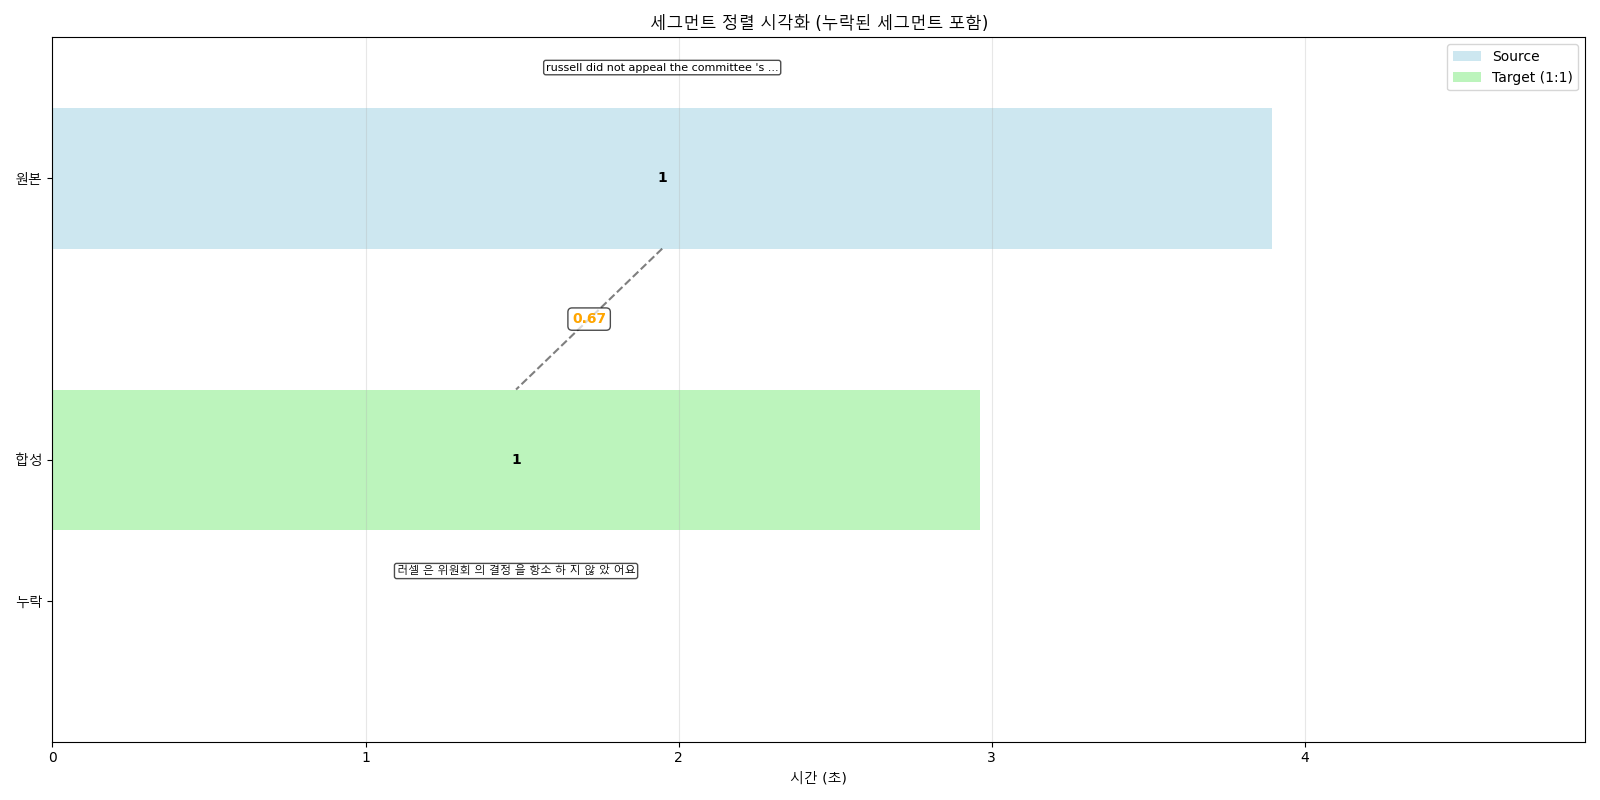 세그먼트 정렬 시각화 (누락된 세그먼트 포함)
russell did not appeal the committee 's ...
Source
Target (1:1)
원본
1
0.67
합성
1
러셀 은 위원회 의 결정 을 항소 하 지 않 았 어요
누락
0 1 2 3 4
시간 (초)